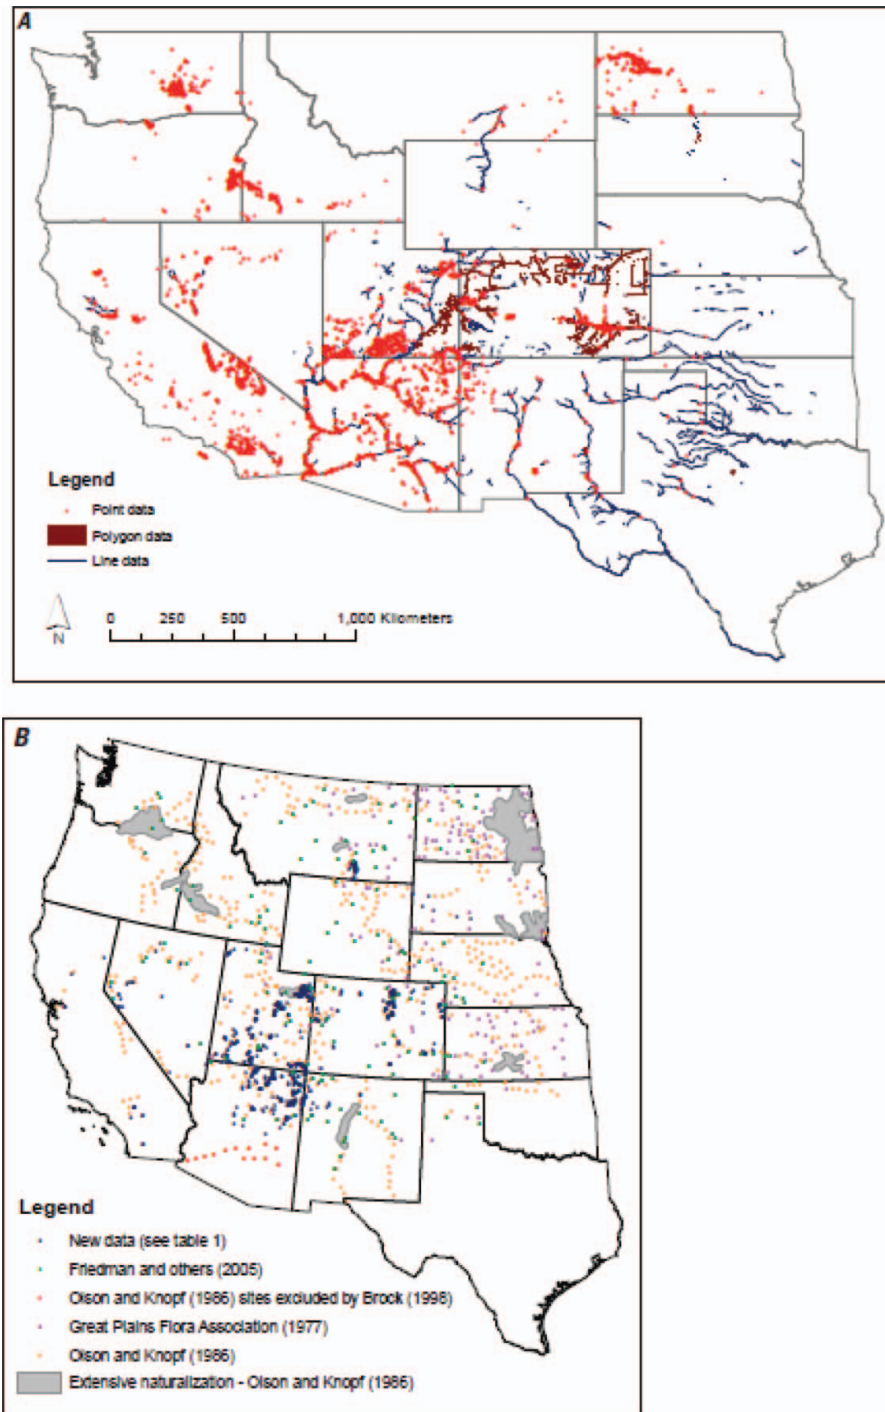 A
Legend
Point data
Polygon data
Line data
N
0 250 500 1,000 Kilometers
B
Legend
New data (see table 1)
Friedman and others (2005)
Olson and Knopf (1986) sites excluded by Brock (1998)
Great Plains Flora Association (1977)
Olson and Knopf (1986)
Extensive naturalization - Olson and Knopf (1986)